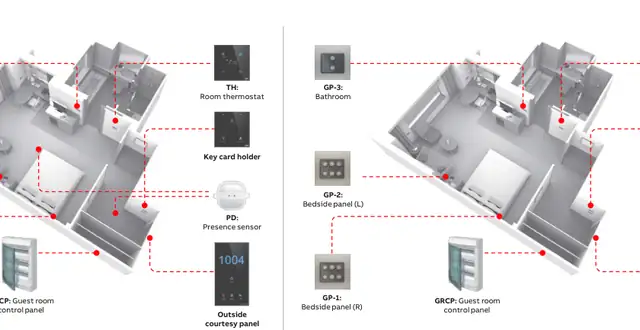 TH:
Room thermostat
Key card holder
PD:
Presence sensor
1004
CP: Guest room
control panel
Outside
courtesy panel
GP-3:
Bathroom
GP-2:
Bedside panel (L)
GP-1:
Bedside panel (R)
GRCP: Guest room
control panel